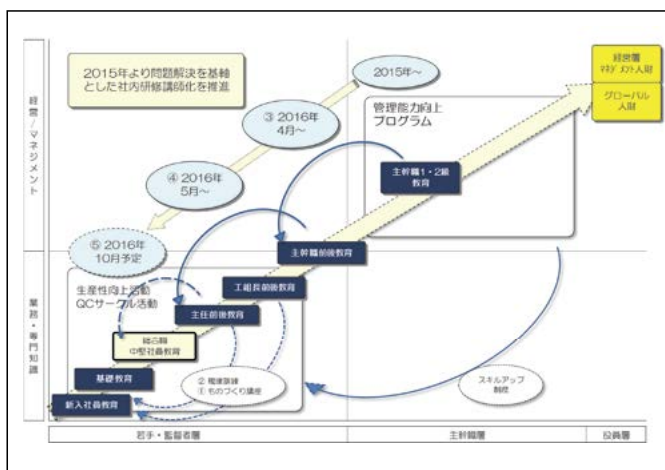 2015年より問題解決を基軸
とした社内研修講師化を推進
2015年～
経営層
マネジメント人財
グローバル
人財
経営/マネジメント
③ 2016年
4月～
管理能力向上
プログラム
④ 2016年
5月～
主幹職1・2級
教育
⑤ 2016年
10月予定
主幹職前後教育
生産性向上活動
QCサークル活動
工組長前後教育
主任前後教育
業務・専門知識
総合職
中堅社員教育
基礎教育
② 職場訓練
① ものづくり講座
スキルアップ
制度
新入社員教育
若手・監督者層
主幹職層
役員層